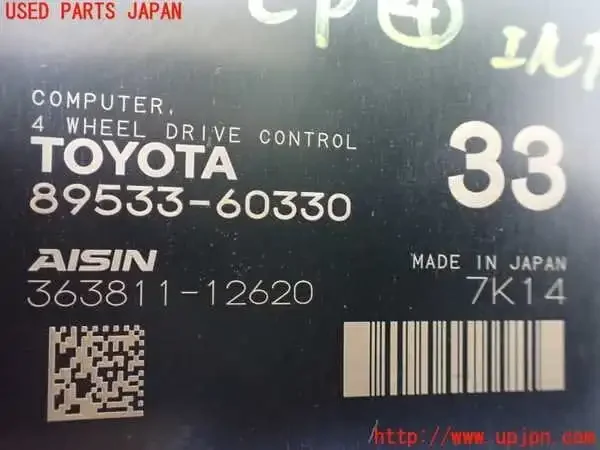 USED PARTS JAPAN
CP④
COMPUTER,
4 WHEEL DRIVE CONTROL
TOYOTA
89533-60330
33
AISIN
363811-12620
MADE IN JAPAN
7K14
http://www.upjpn.com/